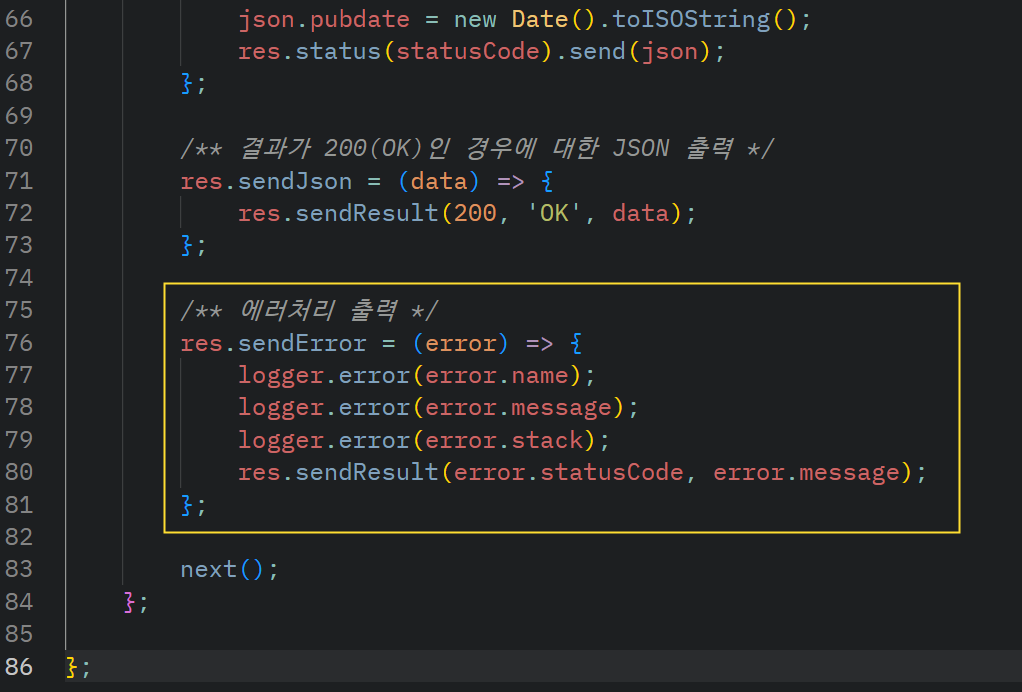 66 json.pubdate = new Date().toISOString();
67 res.status(statusCode).send(json);
68 };
69
70 /** 결과가 200(OK)인 경우에 대한 JSON 출력 */
71 res.sendJson = (data) => {
72 res.sendResult(200, 'OK', data);
73 };
74
75 /** 에러처리 출력 */
76 res.sendError = (error) => {
77 logger.error(error.name);
78 logger.error(error.message);
79 logger.error(error.stack);
80 res.sendResult(error.statusCode, error.message);
81 };
82
83 next();
84 };
85
86 };